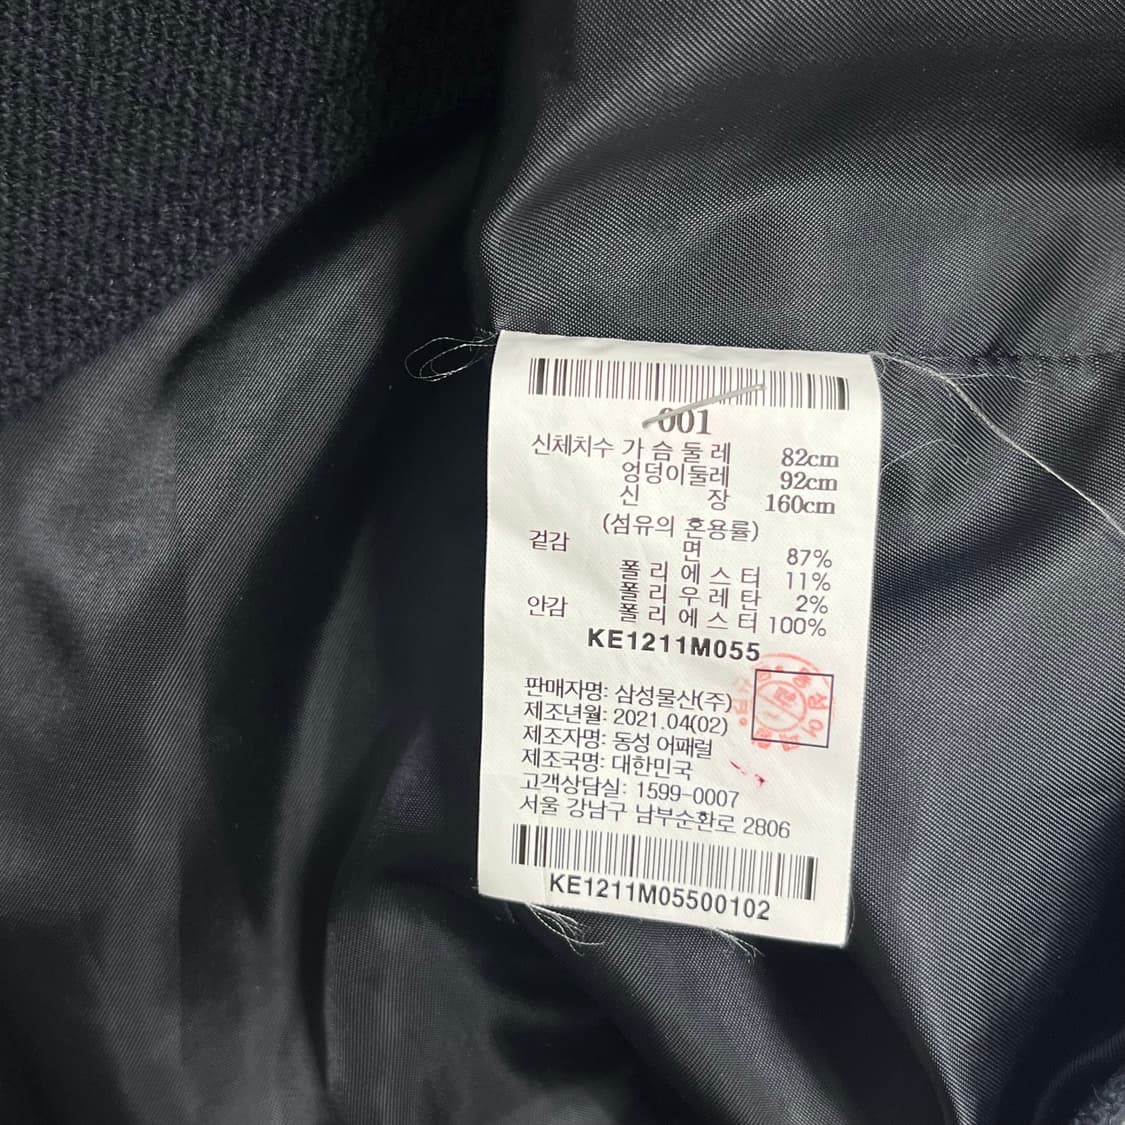 001
신체치수 가슴둘레 82cm
엉덩이둘레 92cm
신 장 160cm
(섬유의 혼용률)
겉감 면 87%
폴리에스터 11%
폴리우레탄 2%
안감 폴리에스터 100%
KE1211M055
판매자명: 삼성물산(주)
제조년월: 2021.04(02)
제조자명: 동성 어패럴
제조국명: 대한민국
고객상담실: 1599-0007
서울 강남구 남부순환로 2806
KE1211M05500102